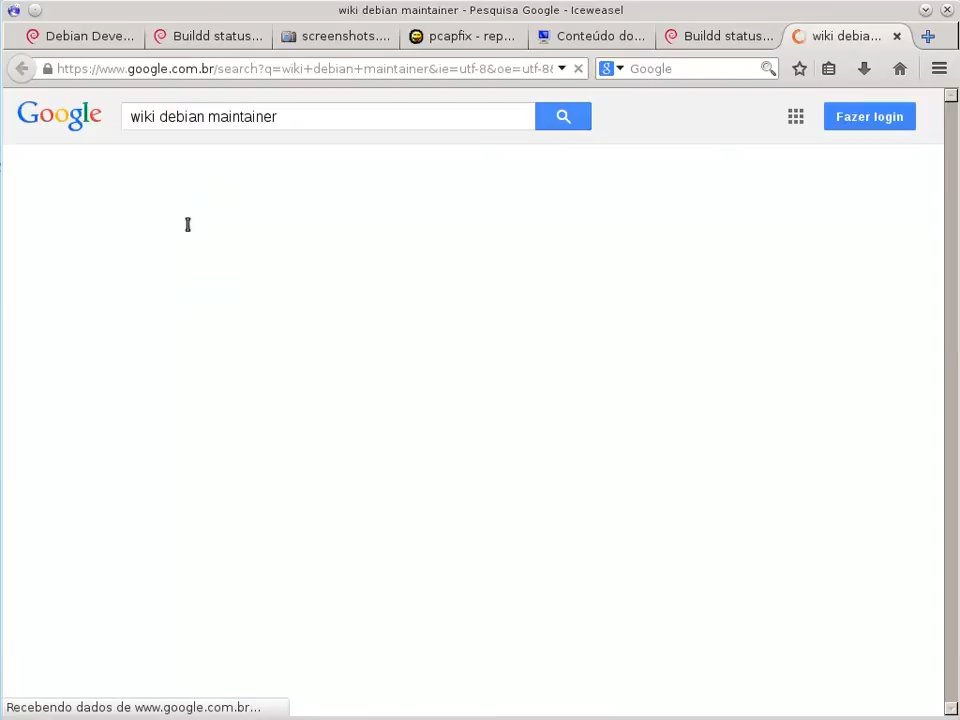 wiki debian maintainer - Pesquisa Google - Iceweasel
Debian Deve... Buildd status... screenshots.... pcapfix - rep... Conteúdo do... Buildd status... wiki debia...
https://www.google.com.br/search?q=wiki+debian+maintainer&ie=utf-8&oe=utf-8& Google
Google wiki debian maintainer Fazer login
Recebendo dados de www.google.com.br...